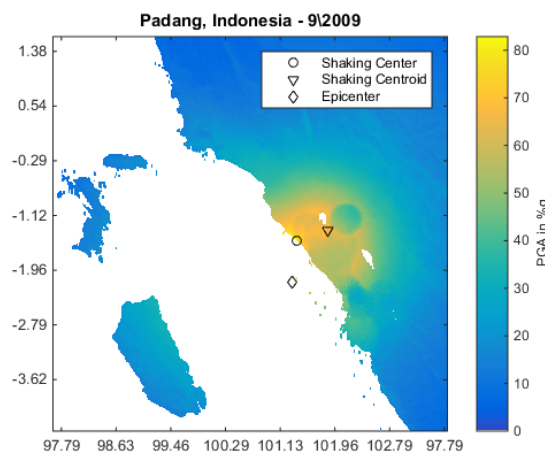 Padang, Indonesia - 9\2009
Shaking Center
Shaking Centroid
Epicenter
1.38
0.54
-0.29
-1.12
-1.96
-2.79
-3.62
97.79 98.63 99.46 100.29 101.13 101.96 102.79 97.79
80
70
60
50
40
30
20
10
0
PGA in %g